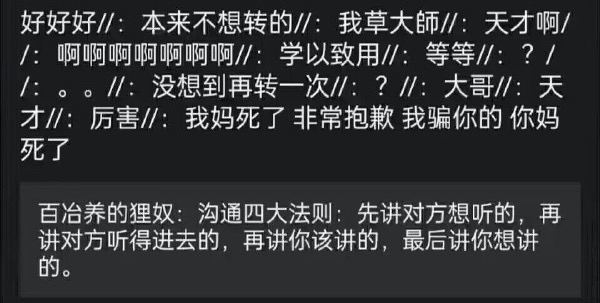 好好好//：本来不想转的//：我草大師//：天才啊/
/：啊啊啊啊啊啊啊//：学以致用//：等等//：？/
/：。。//：没想到再转一次//：？//：大哥//：天
才//：厉害//：我妈死了 非常抱歉 我骗你的 你妈
死了
百冶养的狸奴：沟通四大法则：先讲对方想听的，再
讲对方听得进去的，再讲你该讲的，最后讲你想讲
的。